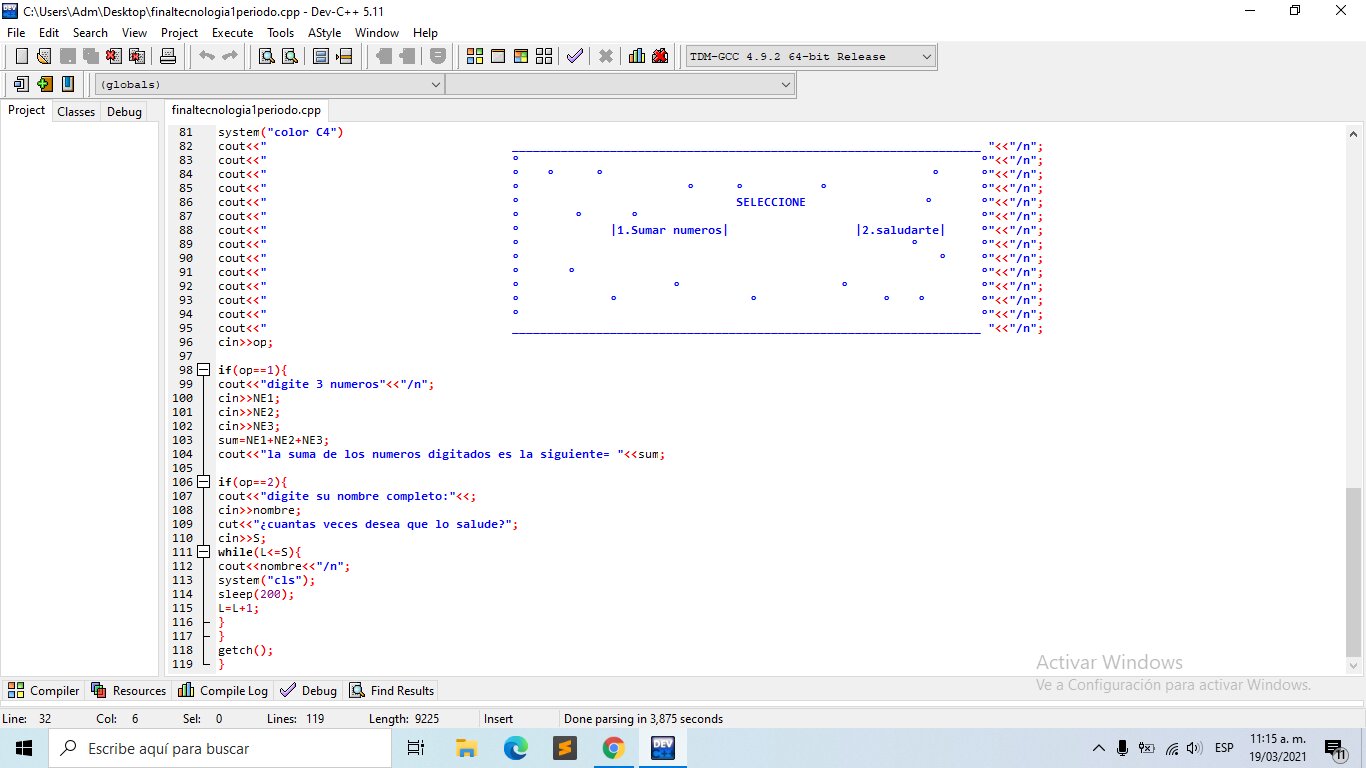 C:\Users\Adm\Desktop\finaltecnologia1periodo.cpp - Dev-C++ 5.11
File Edit Search View Project Execute Tools AStyle Window Help
TDM-GCC 4.9.2 64-bit Release
(globals)
Project Classes Debug finaltecnologia1periodo.cpp
81 system("color C4")
82 cout<<" ___________________________________________________________________ "<<"/n";
83 cout<<" ° °"<<"/n";
84 cout<<" ° ° ° ° °"<<"/n";
85 cout<<" ° ° ° ° °"<<"/n";
86 cout<<" ° SELECCIONE ° °"<<"/n";
87 cout<<" ° ° ° °"<<"/n";
88 cout<<" ° |1.Sumar numeros| |2.saludarte| °"<<"/n";
89 cout<<" ° ° °"<<"/n";
90 cout<<" ° ° °"<<"/n";
91 cout<<" ° ° °"<<"/n";
92 cout<<" ° ° ° °"<<"/n";
93 cout<<" ° ° ° ° ° °"<<"/n";
94 cout<<" ° °"<<"/n";
95 cout<<" ___________________________________________________________________ "<<"/n";
96 cin>>op;
97
98 if(op==1){
99 cout<<"digite 3 numeros"<<"/n";
100 cin>>NE1;
101 cin>>NE2;
102 cin>>NE3;
103 sum=NE1+NE2+NE3;
104 cout<<"la suma de los numeros digitados es la siguiente= "<<sum;
105
106 if(op==2){
107 cout<<"digite su nombre completo:"<<;
108 cin>>nombre;
109 cut<<"¿cuantas veces desea que lo salude?";
110 cin>>S;
111 while(L<=S){
112 cout<<nombre<<"/n";
113 system("cls");
114 sleep(200);
115 L=L+1;
116 }
117 }
118 getch();
119 }
Activar Windows
Ve a Configuración para activar Windows.
Compiler Resources Compile Log Debug Find Results
Line: 32 Col: 6 Sel: 0 Lines: 119 Length: 9225 Insert Done parsing in 3,875 seconds
Escribe aquí para buscar
DEV
ESP
11:15 a. m.
19/03/2021
11